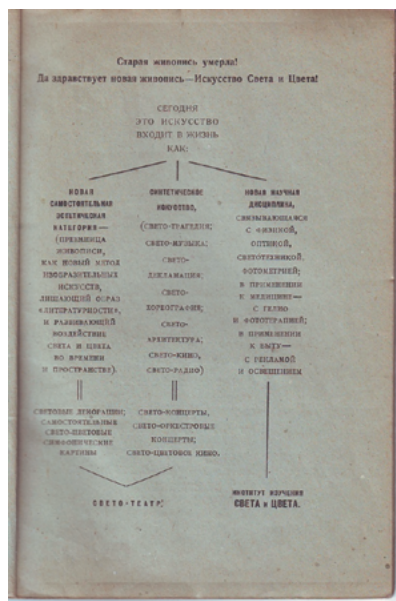 Старая живопись умерла!
Да здравствует новая живопись—Искусство Света и Цвета!
СЕГОДНЯ
ЭТО ИСКУССТВО
ВХОДИТ В ЖИЗНЬ
КАК:
НОВАЯ
САМОСТОЯТЕЛЬНАЯ
ЭСТЕТИЧЕСКАЯ
КАТЕГОРИЯ—
(ПРЕЕМНИЦА
ЖИВОПИСИ,
КАК НОВЫЙ МЕТОД
ИЗОБРАЗИТЕЛЬНЫХ
ИСКУССТВ,
ЛИШАЮЩИЙ ОБРАЗ
«ЛИТЕРАТУРНОСТИ»,
И РАЗВИВАЮЩИЙ
ВОЗДЕЙСТВИЕ
СВЕТА И ЦВЕТА
ВО ВРЕМЕНИ
И ПРОСТРАНСТВЕ).
СВЕТОВЫЕ ДЕКОРАЦИИ;
САМОСТОЯТЕЛЬНЫЕ
СВЕТО-ЦВЕТОВЫЕ
СИМФОНИЧЕСКИЕ
КАРТИНЫ
СИНТЕТИЧЕСКОЕ
ИСКУССТВО,
(СВЕТО-ТРАГЕДИЯ;
СВЕТО-МУЗЫКА;
СВЕТО-
ДЕКЛАМАЦИЯ;
СВЕТО-
ХОРЕОГРАФИЯ;
СВЕТО-
АРХИТЕКТУРА;
СВЕТО-КИНО,
СВЕТО-РАДИО)
СВЕТО-КОНЦЕРТЫ,
СВЕТО-ОРКЕСТРОВЫЕ
КОНЦЕРТЫ;
СВЕТО-ЦВЕТОВОЕ КИНО.
СВЕТО-ТЕАТР.
НОВАЯ НАУЧНАЯ
ДИСЦИПЛИНА,
СВЯЗЫВАЮЩАЯСЯ
С ФИЗИКОЙ,
ОПТИКОЙ,
СВЕТОТЕХНИКОЙ,
ФОТОМЕТРИЕЙ;
В ПРИМЕНЕНИИ
К МЕДИЦИНЕ—
С ГЕЛИО
И ФОТОТЕРАПИЕЙ;
В ПРИМЕНЕНИИ
К БЫТУ—
С РЕКЛАМОЙ
И ОСВЕЩЕНИЕМ
ИНСТИТУТ ИЗУЧЕНИЯ
СВЕТА и ЦВЕТА.